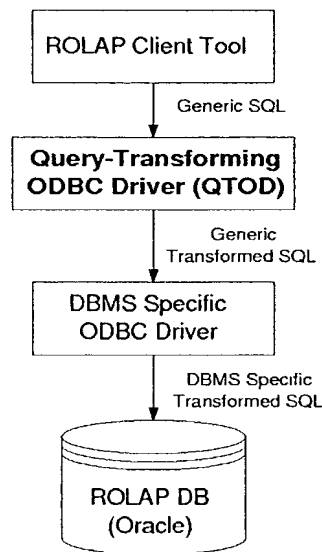 ROLAP Client Tool
Generic SQL
Query-Transforming
ODBC Driver (QTOD)
Generic
Transformed SQL
DBMS Specific
ODBC Driver
DBMS Specific
Transformed SQL
ROLAP DB
(Oracle)